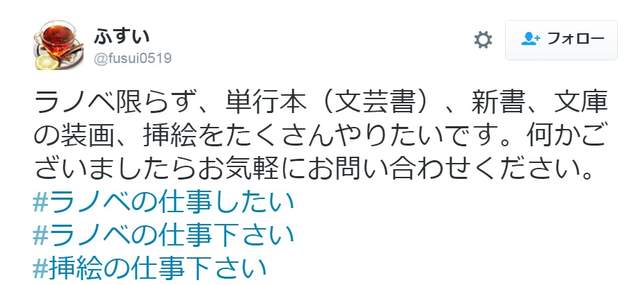 ふすい
@fusui0519
フォロー
ラノベ限らず、単行本（文芸書）、新書、文庫
の装画、挿絵をたくさんやりたいです。何かご
ざいましたらお気軽にお問い合わせください。
#ラノベの仕事したい
#ラノベの仕事下さい
#挿絵の仕事下さい